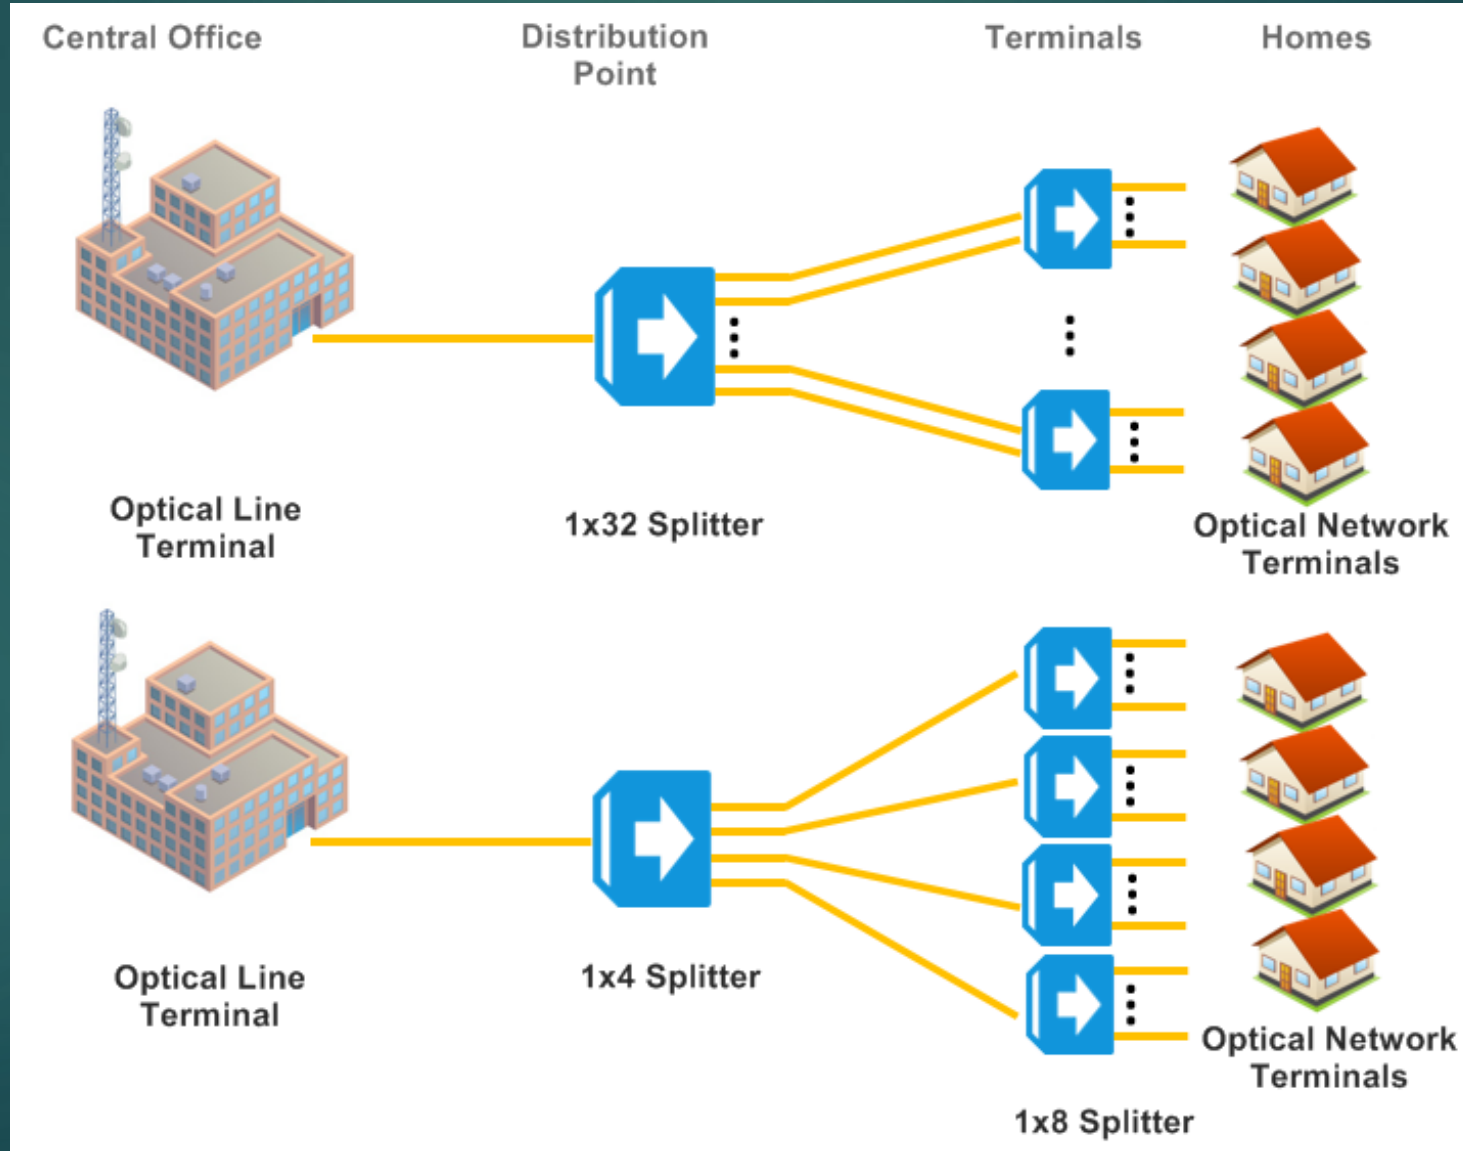 Central Office
Distribution
Point
Terminals
Homes
Optical Line
Terminal
1x32 Splitter
Optical Network
Terminals
Optical Line
Terminal
1x4 Splitter
Optical Network
Terminals
1x8 Splitter